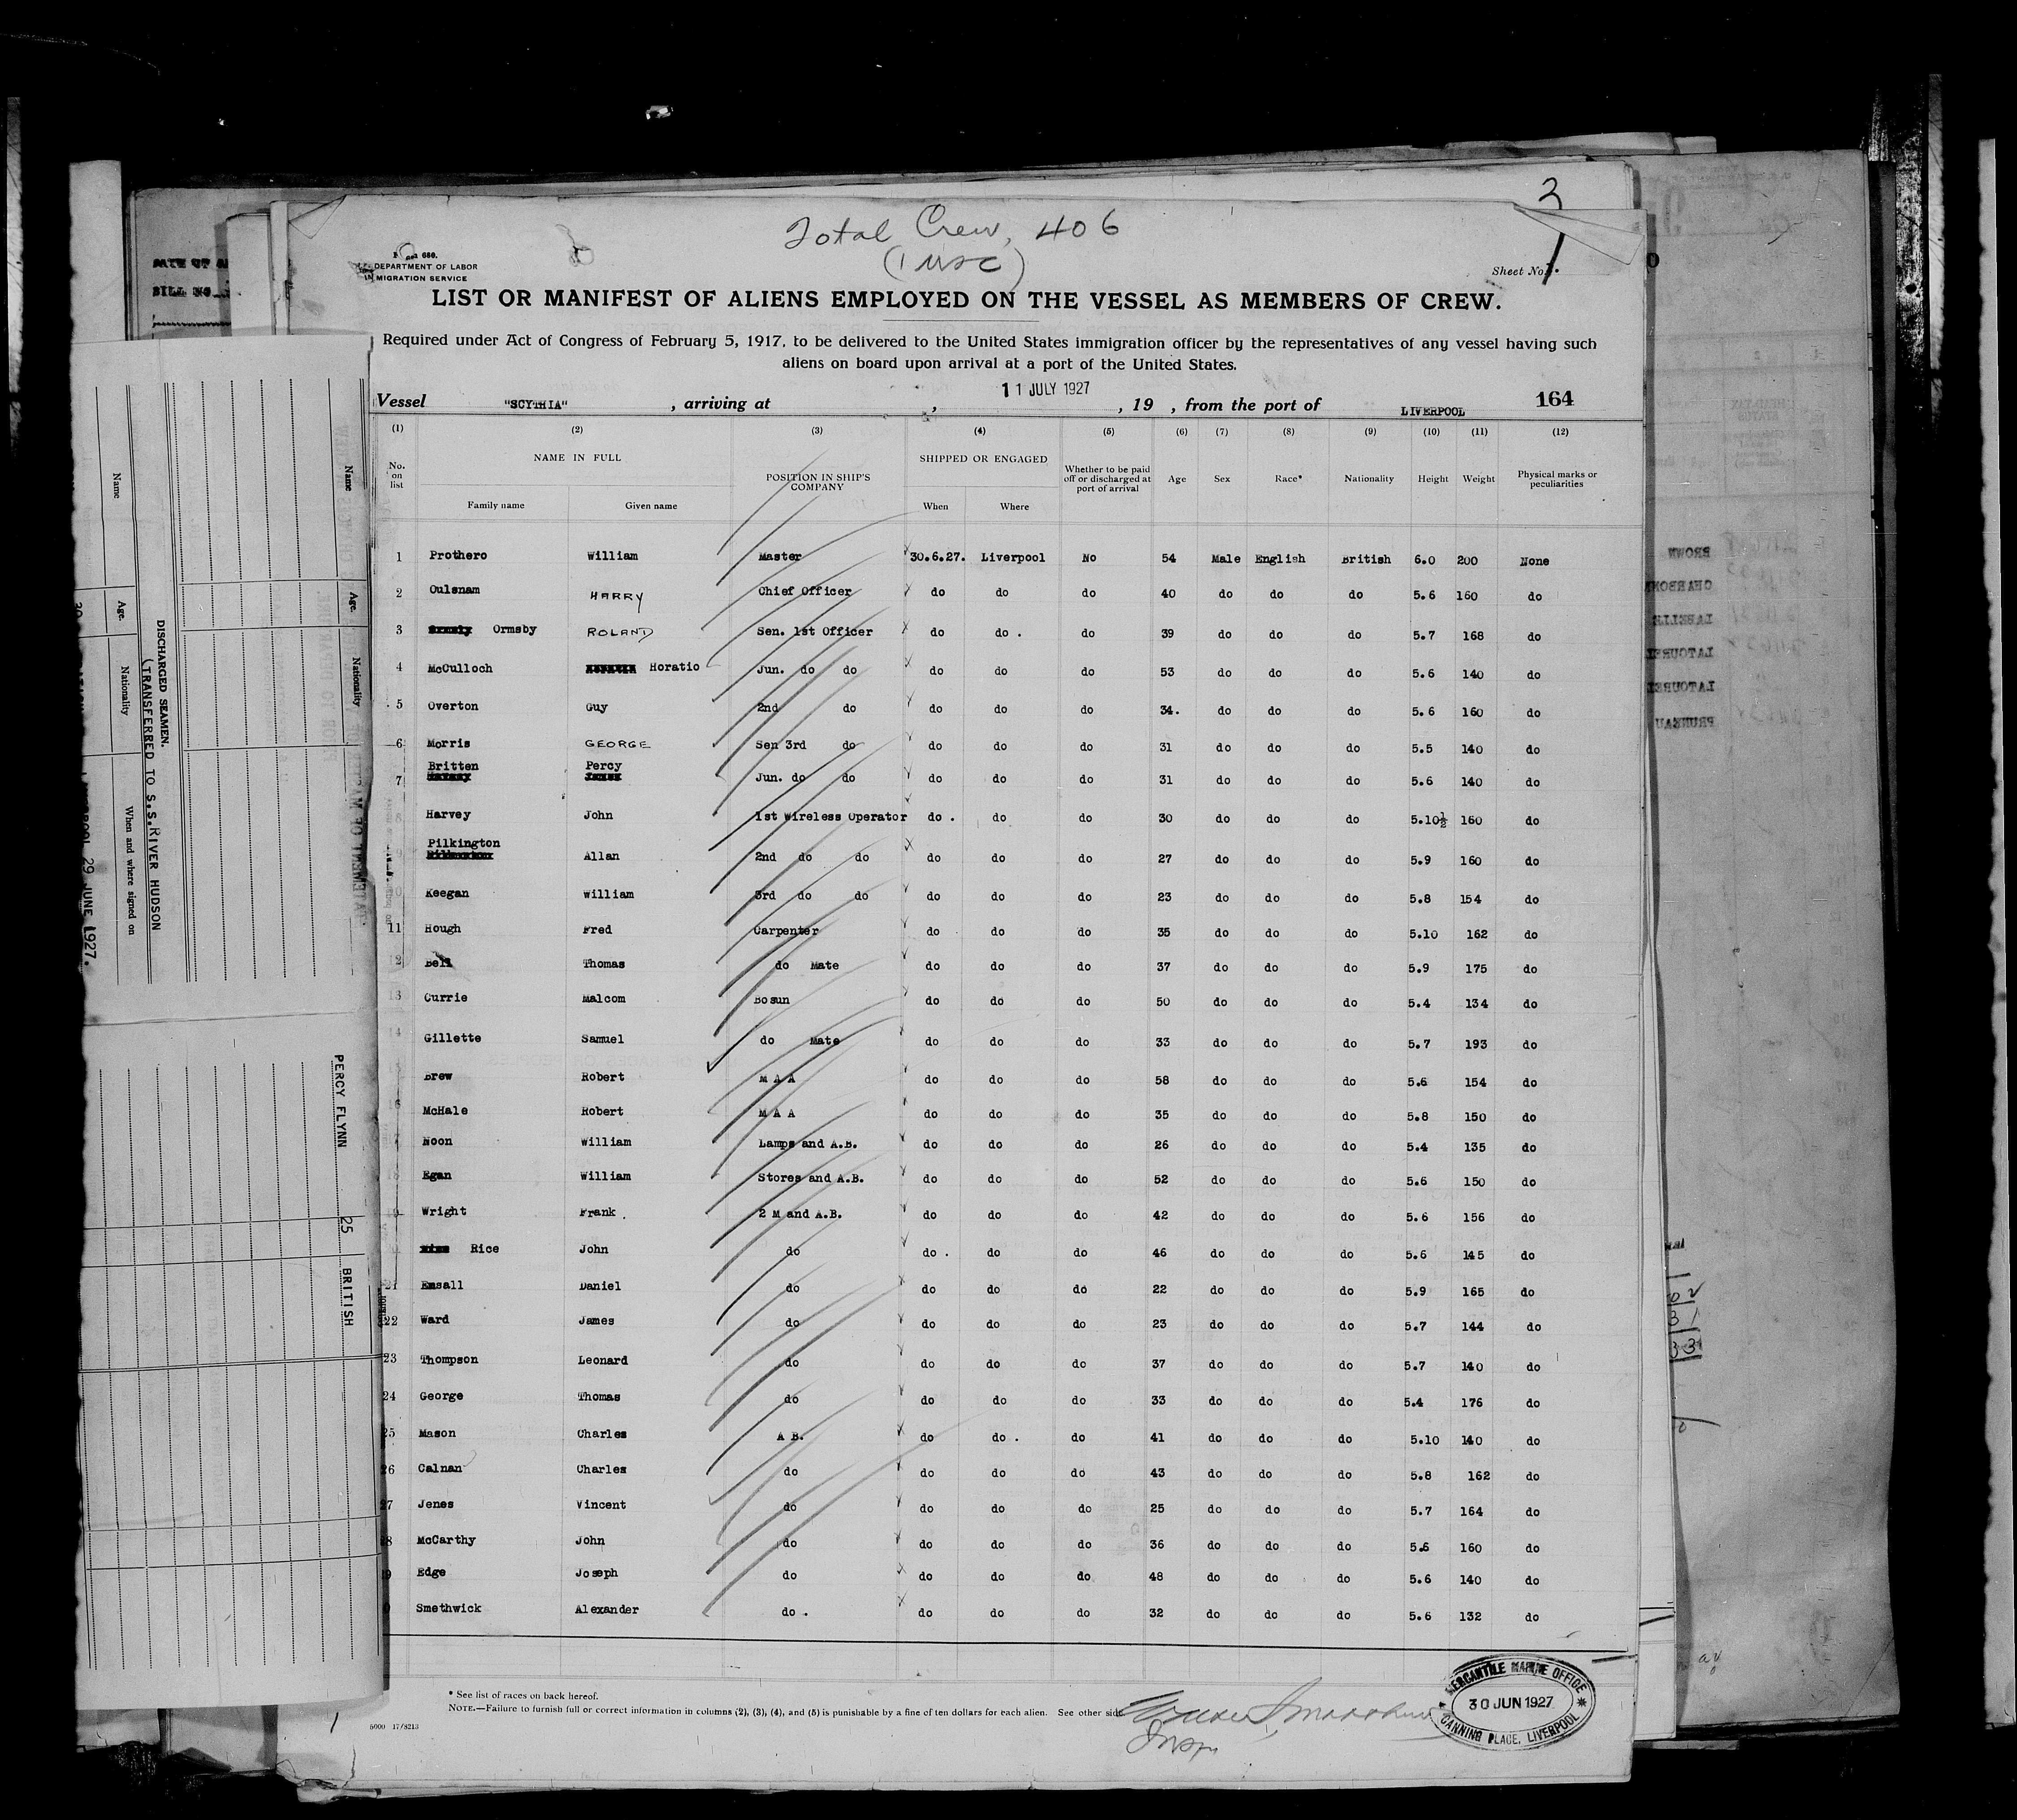 3
Total Crew, 406
(1 USC)
DEPARTMENT OF LABOR
IMMIGRATION SERVICE
Sheet No. 1
LIST OR MANIFEST OF ALIENS EMPLOYED ON THE VESSEL AS MEMBERS OF CREW.
Required under Act of Congress of February 5, 1917, to be delivered to the United States immigration officer by the representatives of any vessel having such
aliens on board upon arrival at a port of the United States.
11 JULY 1927
Vessel "SCYTHIA" , arriving at , , 19 , from the port of LIVERPOOL 164
(1) (2) (3) (4) (5) (6) (7) (8) (9) (10) (11) (12)
No. on list NAME IN FULL POSITION IN SHIP'S COMPANY SHIPPED OR ENGAGED Whether to be paid off or discharged at port of arrival Age Sex Race* Nationality Height Weight Physical marks or peculiarities
Family name Given name When Where
1 Prothero William Master 30.6.27. Liverpool No 54 Male English British 6.0 200 None
2 Oulsnam HARRY Chief Officer do do do 40 do do do 5.6 160 do
3 Ormsby ROLAND Sen. 1st Officer do do . do 39 do do do 5.7 168 do
4 McCulloch Horatio Jun. do do do do do 53 do do do 5.6 140 do
5 Overton Guy 2nd do do do do 34. do do do 5.6 160 do
6 Morris GEORGE Sen 3rd do do do do 31 do do do 5.5 140 do
7 Britten Percy Jun. do do do do do 31 do do do 5.6 140 do
8 Harvey John 1st Wireless Operator do . do do 30 do do do 5.10½ 160 do
9 Pilkington Allan 2nd do do do do do 27 do do do 5.9 160 do
10 Keegan William 3rd do do do do do 23 do do do 5.8 154 do
11 Hough Fred Carpenter do do do 35 do do do 5.10 162 do
12 Bell Thomas do Mate do do do 37 do do do 5.9 175 do
13 Currie Malcom Bosun do do do 50 do do do 5.4 134 do
14 Gillette Samuel do Mate do do do 33 do do do 5.7 193 do
Brew Robert M A A do do do 58 do do do 5.6 154 do
16 McHale Robert M A A do do do 35 do do do 5.8 150 do
7 Noon William Lamps and A.B. do do do 26 do do do 5.4 135 do
18 Egan William Stores and A.B. do do do 52 do do do 5.6 150 do
19 Wright Frank . 2 M and A.B. do do do 42 do do do 5.6 156 do
Rice John do do . do do 46 do do do 5.6 145 do
21 Emsall Daniel do do do do 22 do do do 5.9 165 do
22 Ward James do do do do 23 do do do 5.7 144 do
23 Thompson Leonard do do do do 37 do do do 5.7 140 do
24 George Thomas do do do do 33 do do do 5.4 176 do
25 Mason Charles A B. do do . do 41 do do do 5.10 140 do
26 Calnan Charles do do do do 43 do do do 5.8 162 do
27 Jenes Vincent do do do do 25 do do do 5.7 164 do
28 McCarthy John do do do do 36 do do do 5.6 160 do
9 Edge Joseph do do do do 48 do do do 5.6 140 do
0 Smethwick Alexander do . do do do 32 do do do 5.6 132 do
* See list of races on back hereof.
NOTE.—Failure to furnish full or correct information in columns (2), (3), (4), and (5) is punishable by a fine of ten dollars for each alien. See other side
5000 17/8213
MERCANTILE MARINE OFFICE
30 JUN 1927
CANNING PLACE, LIVERPOOL
Name Age. Nationality When and where signed on
DISCHARGED SEAMEN.
(TRANSFERRED TO S.S. RIVER HUDSON
Name Age. Nationality
29 JUNE 1927.
PERCY FLYNN 25 BRITISH
BROWN
LABELLE
PRUNEAU